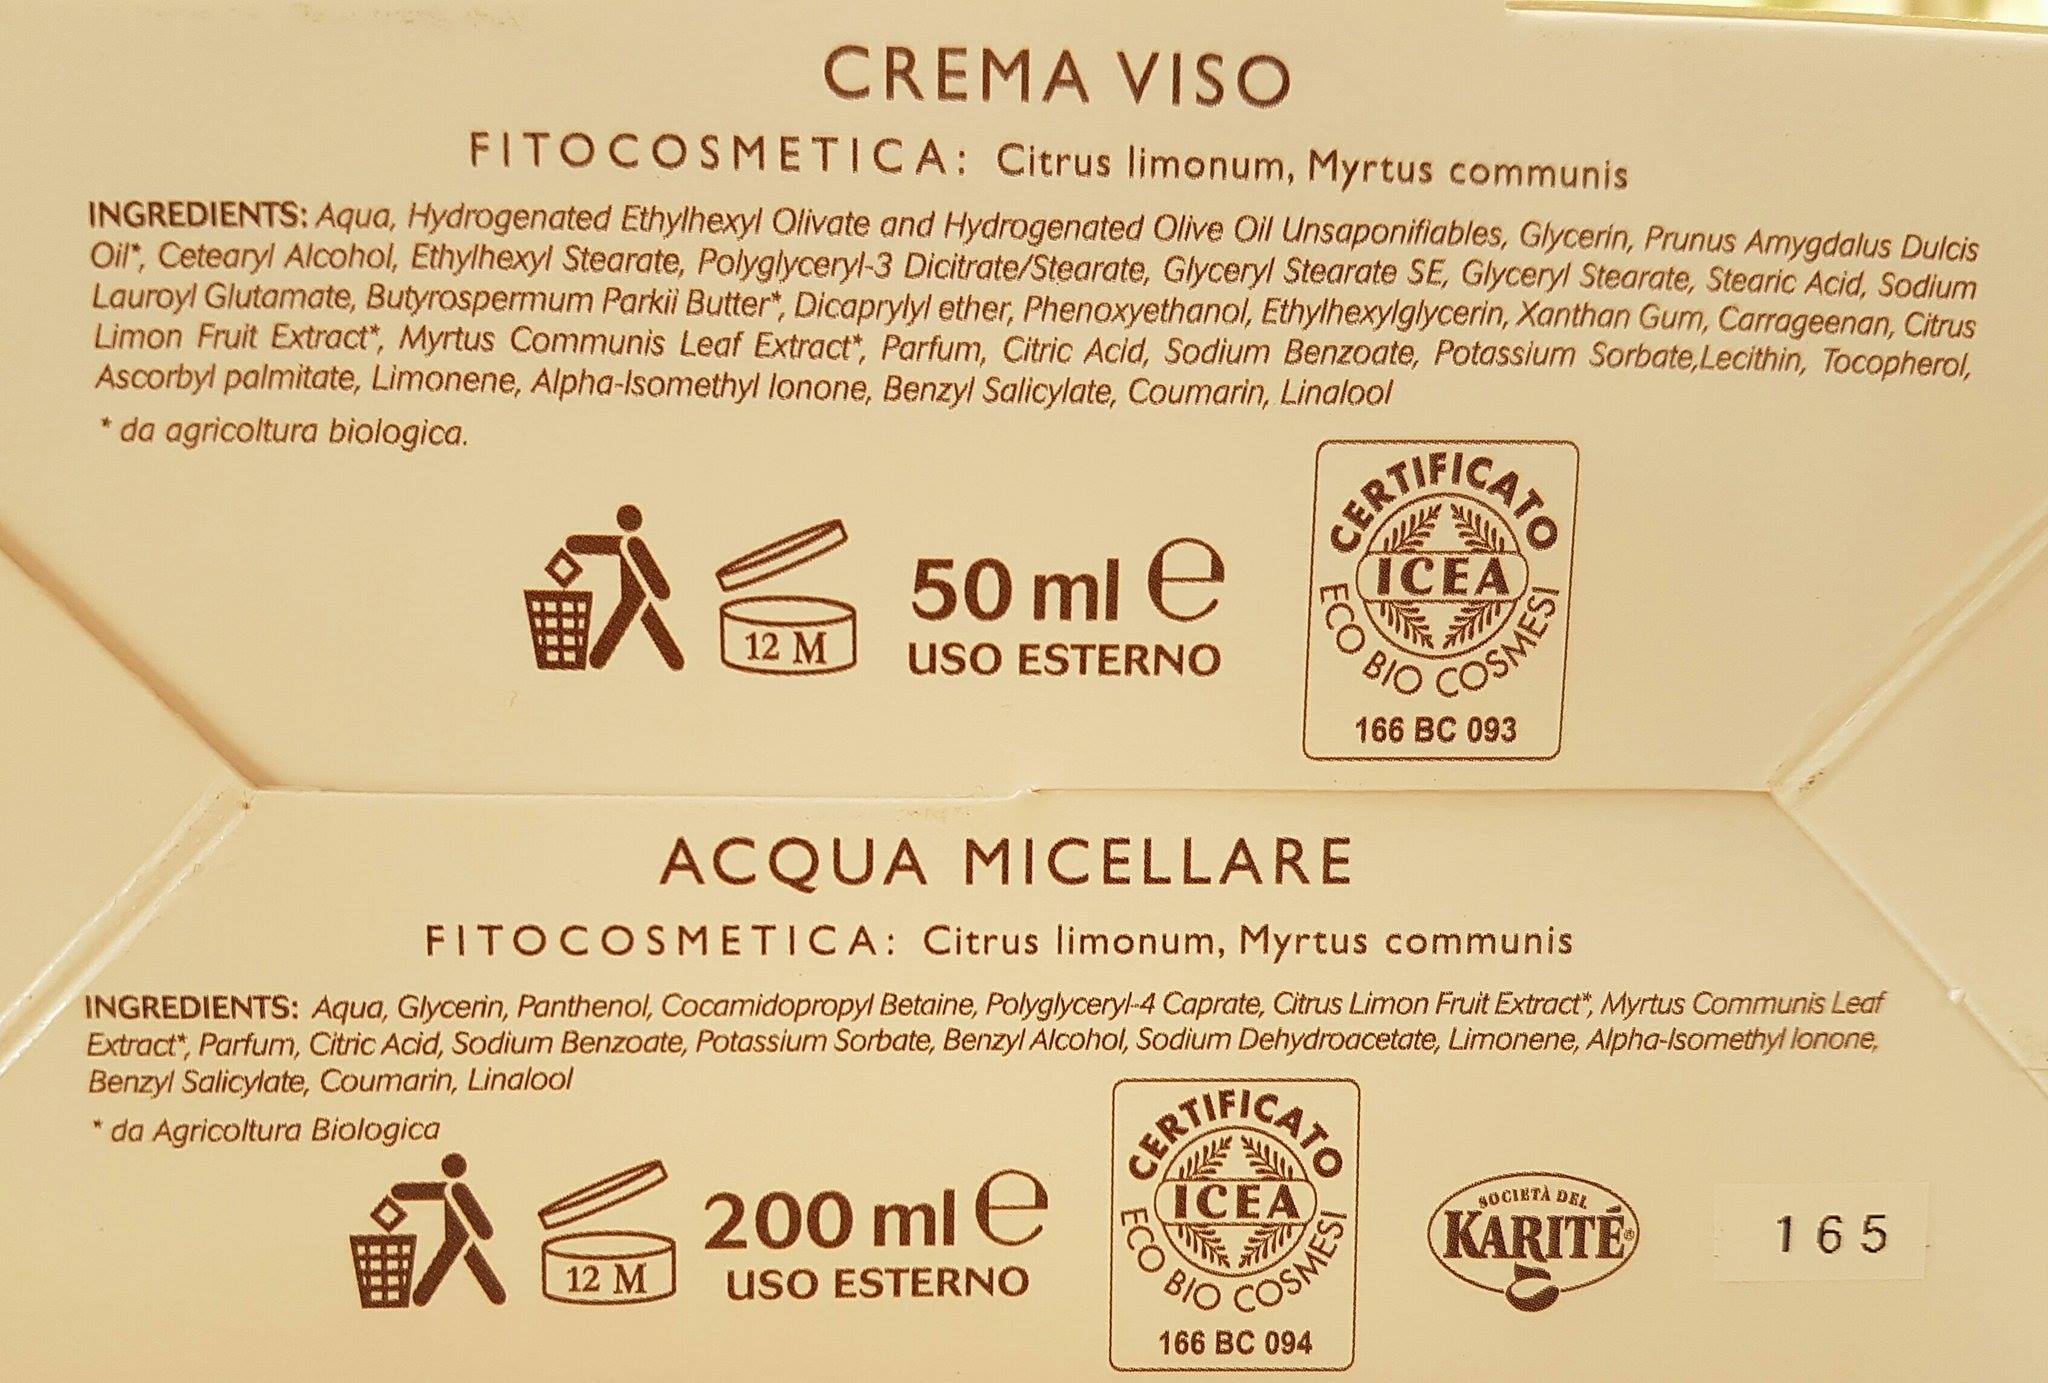 CREMA VISO
FITOCOSMETICA: Citrus limonum, Myrtus communis
INGREDIENTS: Aqua, Hydrogenated Ethylhexyl Olivate and Hydrogenated Olive Oil Unsaponifiables, Glycerin, Prunus Amygdalus Dulcis
Oil*, Cetearyl Alcohol, Ethylhexyl Stearate, Polyglyceryl-3 Dicitrate/Stearate, Glyceryl Stearate SE, Glyceryl Stearate, Stearic Acid, Sodium
Lauroyl Glutamate, Butyrospermum Parkii Butter*, Dicaprylyl ether, Phenoxyethanol, Ethylhexylglycerin, Xanthan Gum, Carrageenan, Citrus
Limon Fruit Extract*, Myrtus Communis Leaf Extract*, Parfum, Citric Acid, Sodium Benzoate, Potassium Sorbate,Lecithin, Tocopherol,
Ascorbyl palmitate, Limonene, Alpha-Isomethyl Ionone, Benzyl Salicylate, Coumarin, Linalool
* da agricoltura biologica.
12 M
50 ml e
USO ESTERNO
CERTIFICATO
ICEA
ECO BIO COSMESI
166 BC 093
ACQUA MICELLARE
FITOCOSMETICA: Citrus limonum, Myrtus communis
INGREDIENTS: Aqua, Glycerin, Panthenol, Cocamidopropyl Betaine, Polyglyceryl-4 Caprate, Citrus Limon Fruit Extract*, Myrtus Communis Leaf
Extract*, Parfum, Citric Acid, Sodium Benzoate, Potassium Sorbate, Benzyl Alcohol, Sodium Dehydroacetate, Limonene, Alpha-Isomethyl Ionone,
Benzyl Salicylate, Coumarin, Linalool
* da Agricoltura Biologica
12 M
200 ml e
USO ESTERNO
CERTIFICATO
ICEA
ECO BIO COSMESI
166 BC 094
SOCIETÀ DEL
KARITÉ®
165